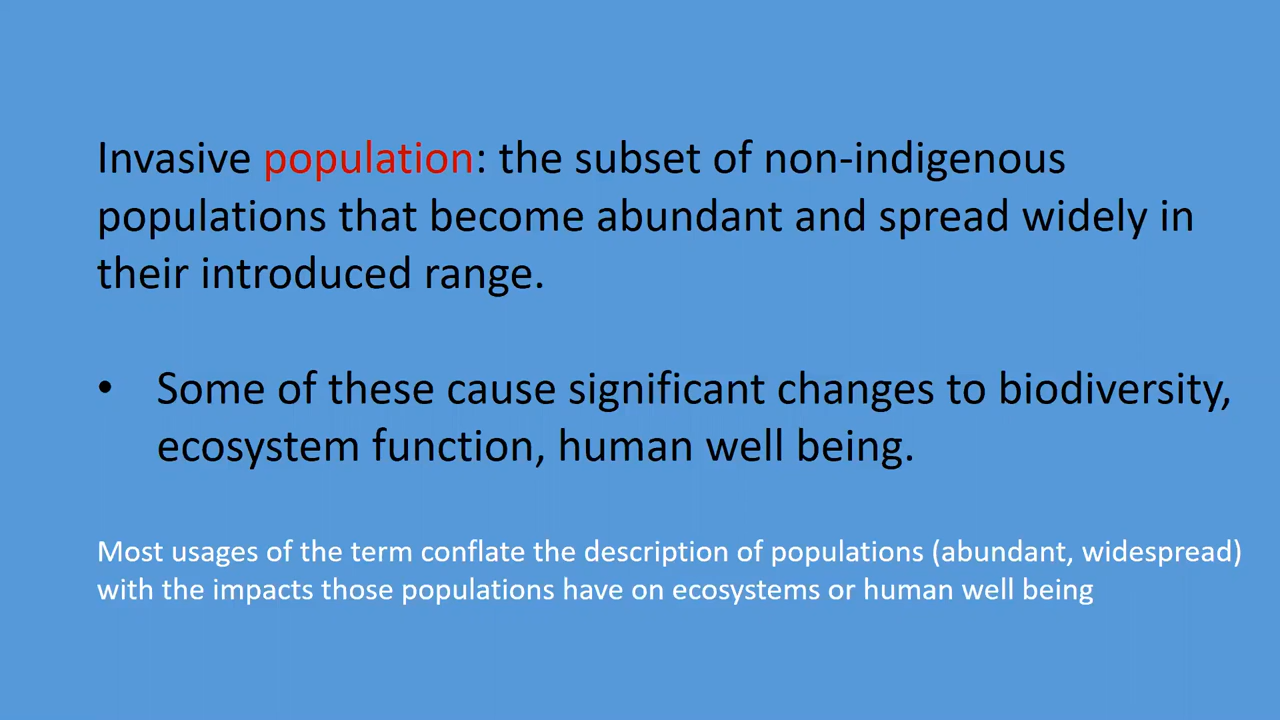 Invasive population: the subset of non-indigenous
populations that become abundant and spread widely in
their introduced range.
• Some of these cause significant changes to biodiversity,
ecosystem function, human well being.
Most usages of the term conflate the description of populations (abundant, widespread)
with the impacts those populations have on ecosystems or human well being